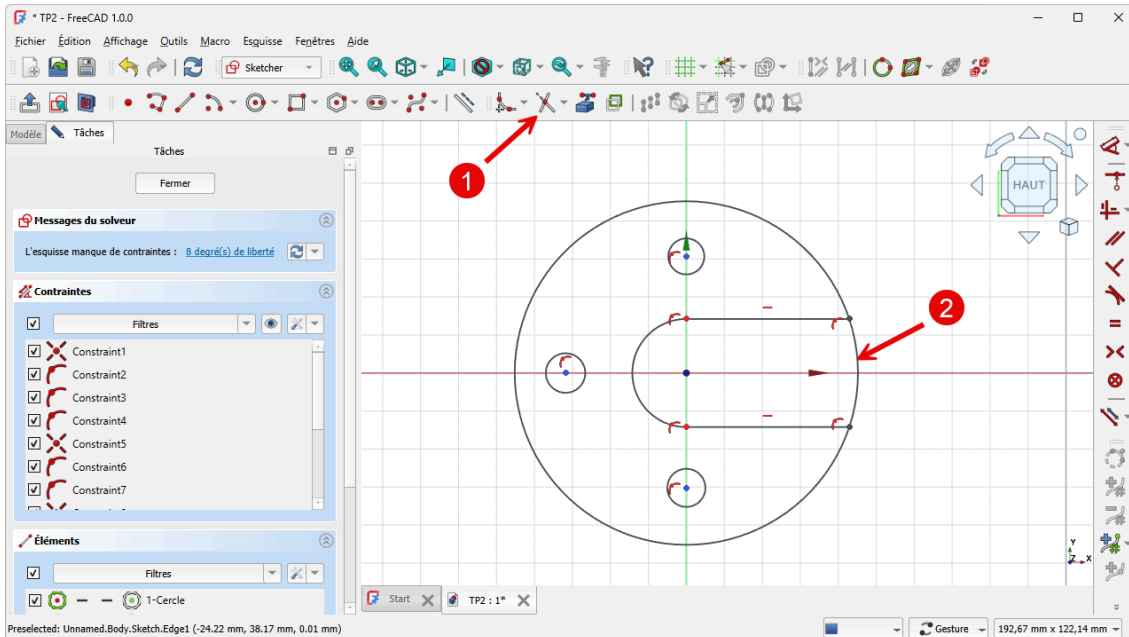 * TP2 - FreeCAD 1.0.0
Fichier Édition Affichage Outils Macro Esquisse Fenêtres Aide
Sketcher
Modèle Tâches
Tâches
Fermer
Messages du solveur
L'esquisse manque de contraintes : 8 degré(s) de liberté
Contraintes
Filtres
Constraint1
Constraint2
Constraint3
Constraint4
Constraint5
Constraint6
Constraint7
Éléments
Filtres
1-Cercle
1
2
HAUT
Y
Z X
Start TP2 : 1*
Preselected: Unnamed.Body.Sketch.Edge1 (-24.22 mm, 38.17 mm, 0.01 mm)
Gesture 192,67 mm x 122,14 mm